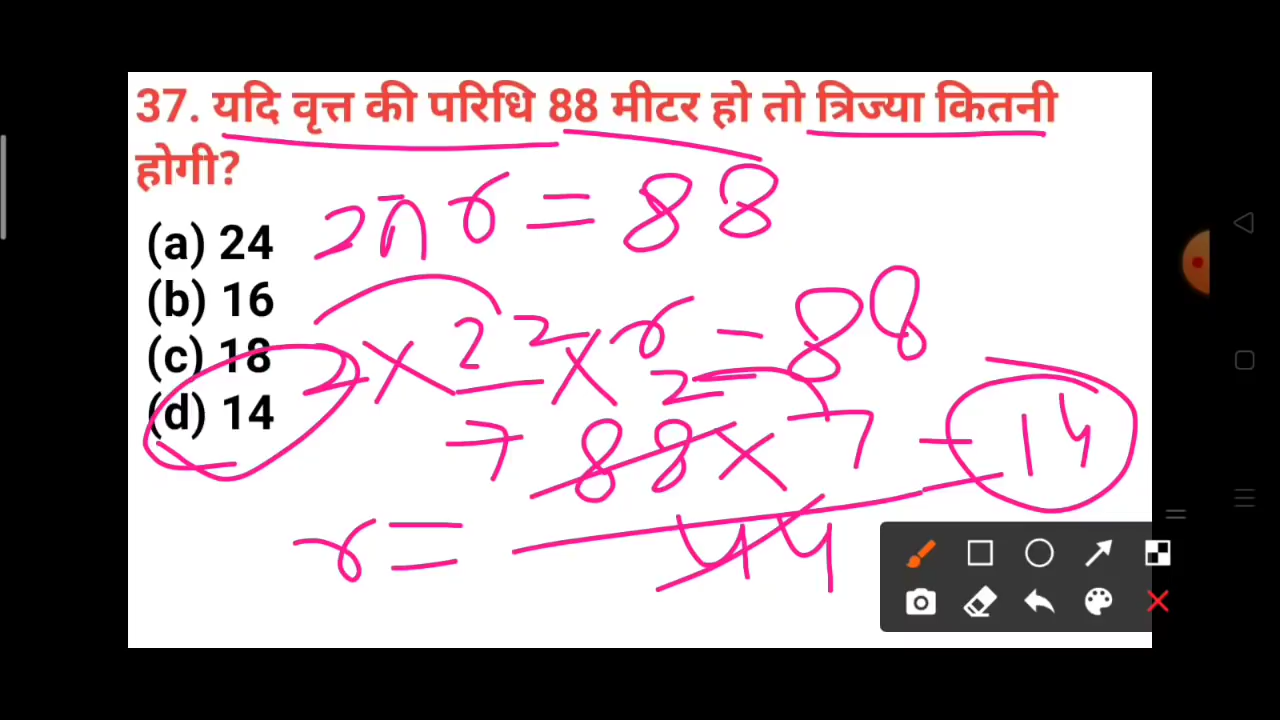 37. यदि वृत्त की परिधि 88 मीटर हो तो त्रिज्या कितनी
होगी?
2πr = 88
(a) 24
(b) 16
(c) 18
(d) 14
2 × 22/7 × r = 88
r = 88 × 7 / 44 = 14
2